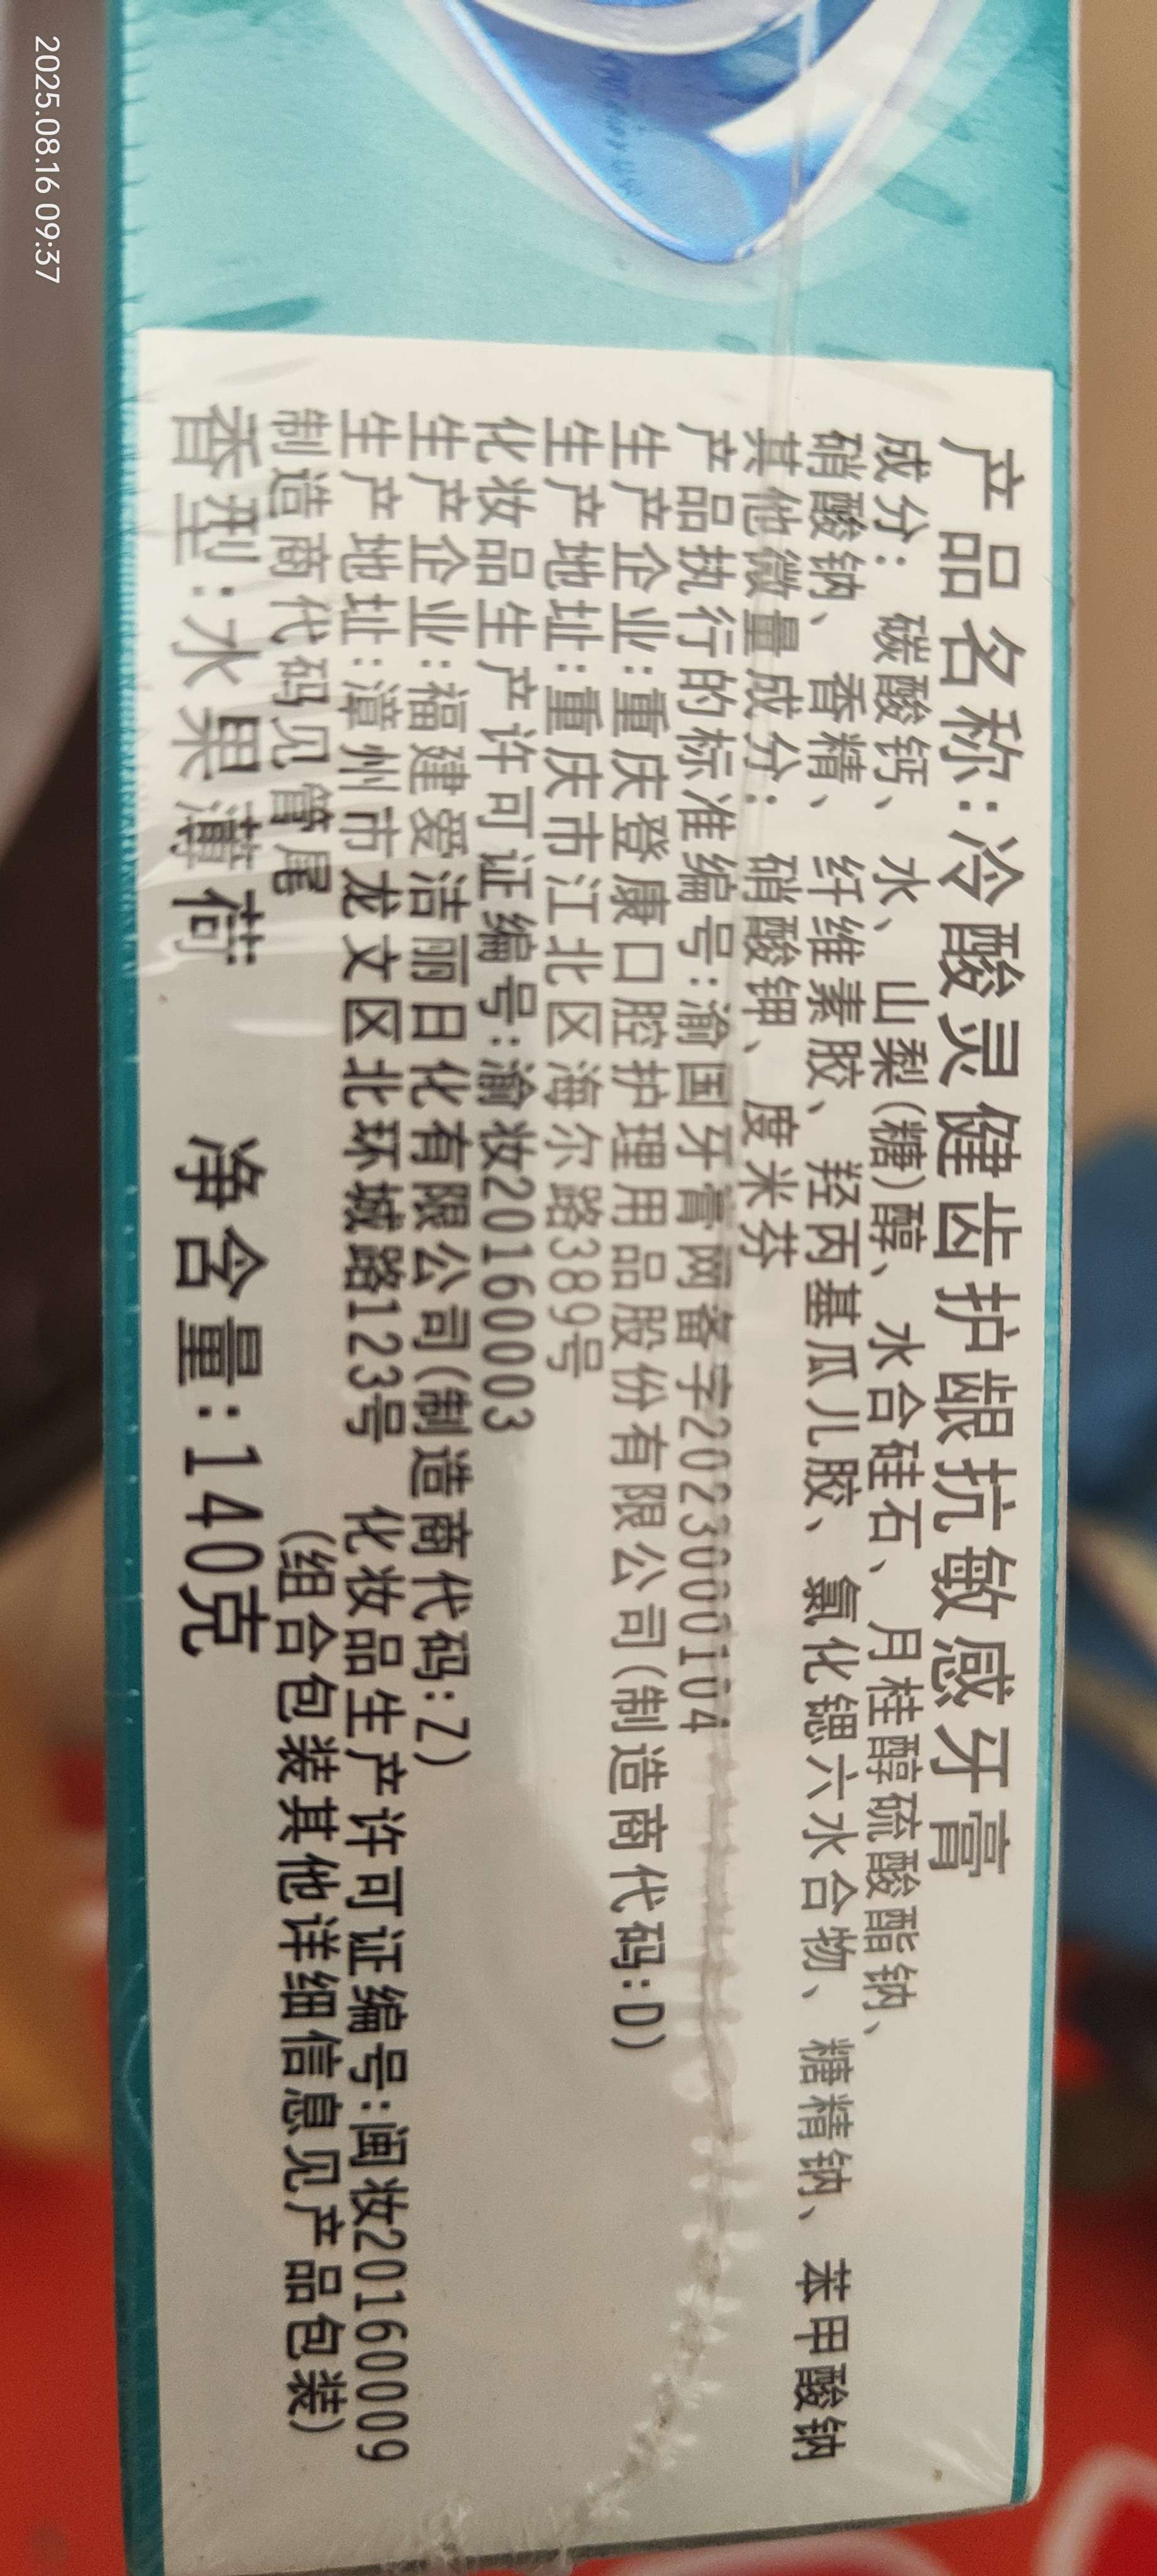 产品名称:冷酸灵健齿护龈抗敏感牙膏
成分: 碳酸钙、 水、山梨(糖)醇、水合硅石、月桂醇硫酸酯钠、
硝酸钠、香精、纤维素胶、羟丙基瓜儿胶、氯化锶六水合物、糖精钠、苯甲酸钠
其他微量成分: 硝酸钾、度米芬
产品执行的标准编号:渝国牙膏网备字2023000104
生产企业:重庆登康口腔护理用品股份有限公司(制造商代码:D)
生产地址:重庆市江北区海尔路389号
化妆品生产许可证编号:渝妆20160003
生产企业:福建爱洁丽日化有限公司(制造商代码:Z)
生产地址:漳州市龙文区北环城路123号 化妆品生产许可证编号:闽妆20160009
制造商代码见管尾 (组合包装其他详细信息见产品包装)
香型:水果薄荷 净含量:140克
2025.08.16 09:37